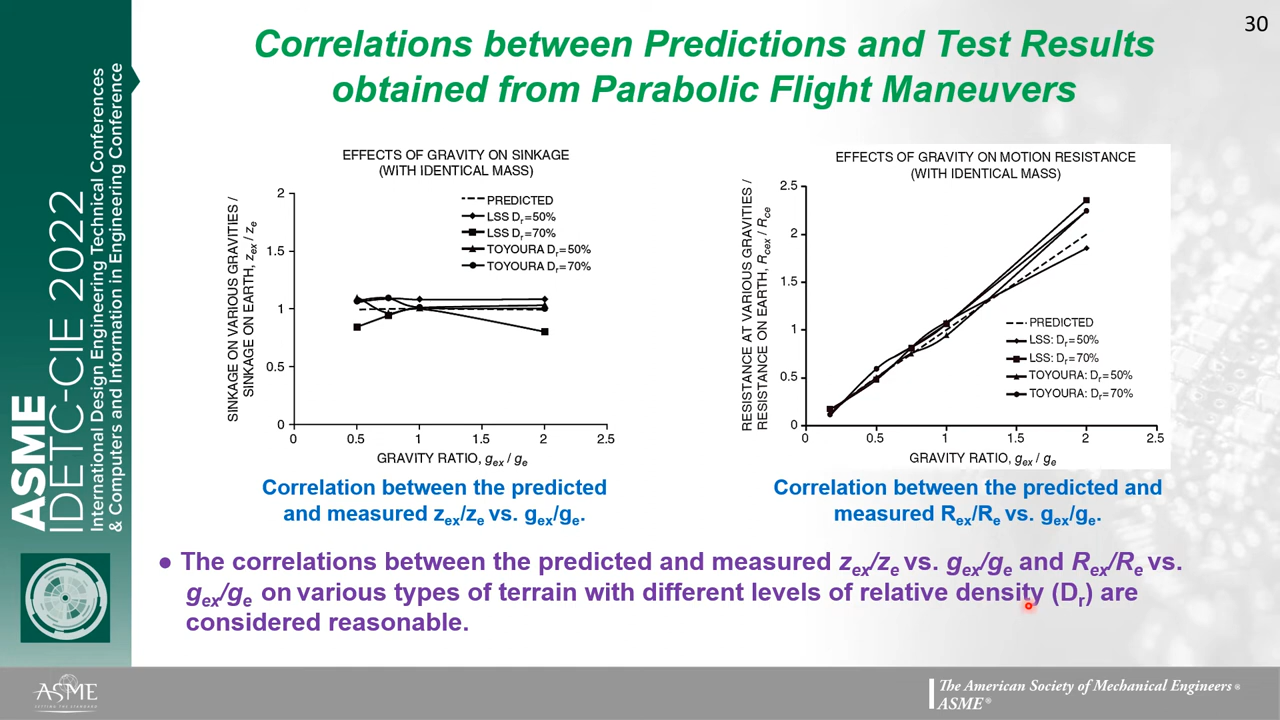 30
Correlations between Predictions and Test Results
obtained from Parabolic Flight Maneuvers
ASME
IDETC-CIE 2022
International Design Engineering Technical Conferences
& Computers and Information in Engineering Conference
EFFECTS OF GRAVITY ON SINKAGE
(WITH IDENTICAL MASS)
SINKAGE ON VARIOUS GRAVITIES /
SINKAGE ON EARTH, zex / ze
2
1.5
1
0.5
0
PREDICTED
LSS Dr=50%
LSS Dr=70%
TOYOURA Dr=50%
TOYOURA Dr=70%
0 0.5 1 1.5 2 2.5
GRAVITY RATIO, gex / ge
Correlation between the predicted
and measured zex/ze vs. gex/ge.
EFFECTS OF GRAVITY ON MOTION RESISTANCE
(WITH IDENTICAL MASS)
RESISTANCE AT VARIOUS GRAVITIES /
RESISTANCE ON EARTH, Rcex / Rce
2.5
2
1.5
1
0.5
0
PREDICTED
LSS: Dr=50%
LSS: Dr=70%
TOYOURA: Dr=50%
TOYOURA: Dr=70%
0 0.5 1 1.5 2 2.5
GRAVITY RATIO, gex / ge
Correlation between the predicted and
measured Rex/Re vs. gex/ge.
● The correlations between the predicted and measured zex/ze vs. gex/ge and Rex/Re vs.
gex/ge on various types of terrain with different levels of relative density (Dr) are
considered reasonable.
ASME
SETTING THE STANDARD
The American Society of Mechanical Engineers ®
ASME ®